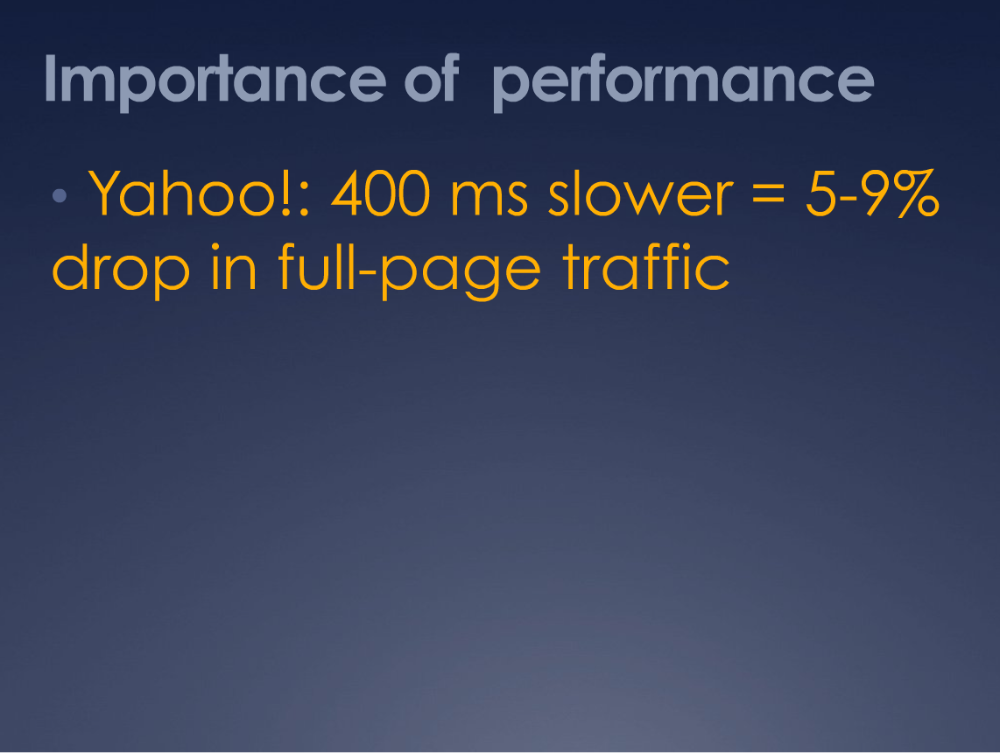 Importance of  performance
• Yahoo!: 400 ms slower = 5-9%
drop in full-page traffic